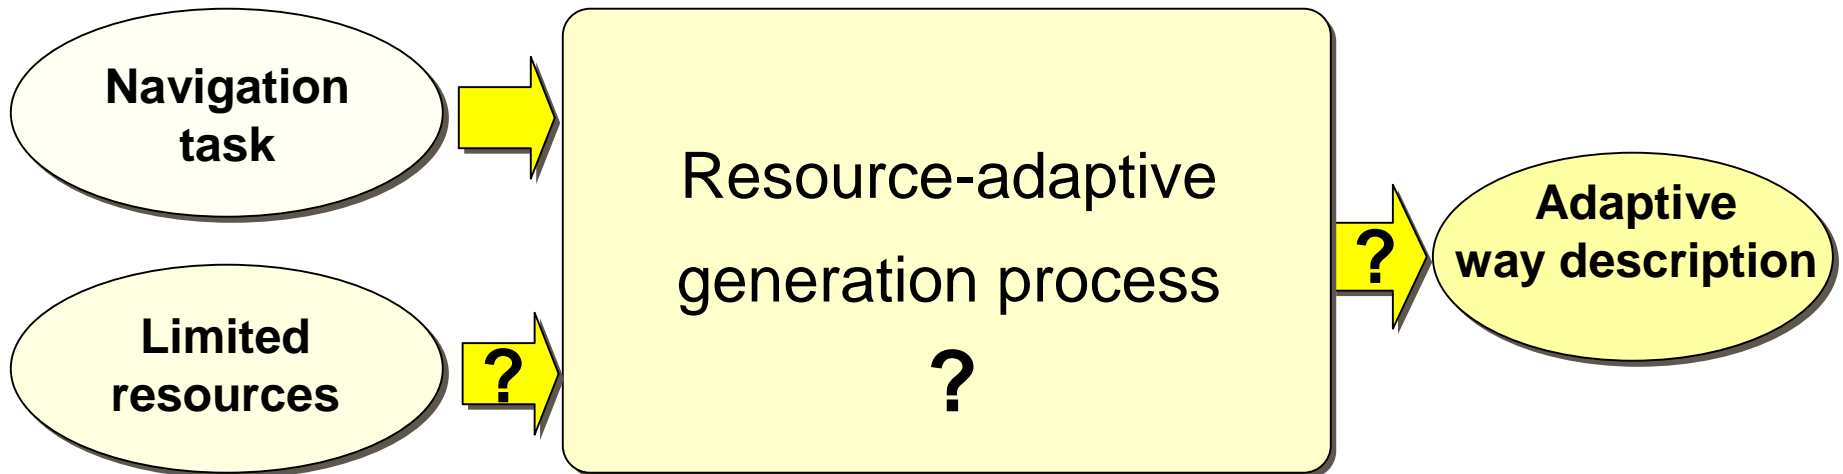 Navigation
task
Limited
resources
?
Resource-adaptive
generation process
?
?
Adaptive
way description